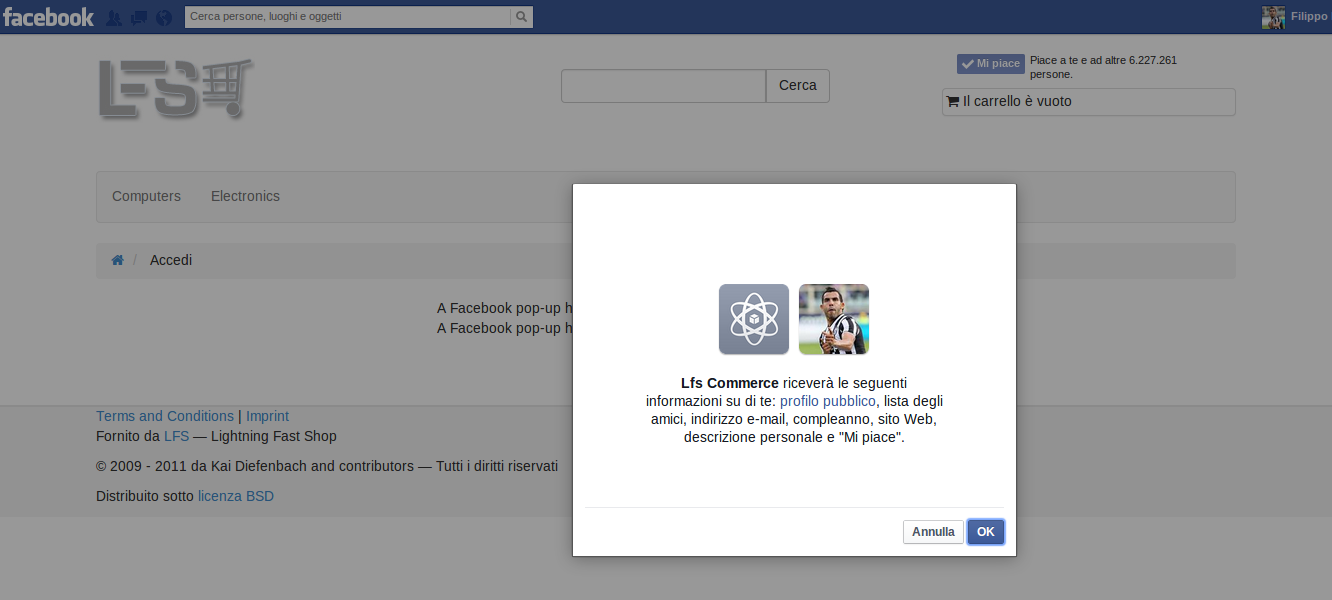 facebook
Cerca persone, luoghi e oggetti
Filippo
LFS
Cerca
Mi piace
Piace a te e ad altre 6.227.261
persone.
Il carrello è vuoto
Computers
Electronics
/
Accedi
A Facebook pop-up h
A Facebook pop-up h
Lfs Commerce riceverà le seguenti
informazioni su di te: profilo pubblico, lista degli
amici, indirizzo e-mail, compleanno, sito Web,
descrizione personale e "Mi piace".
Annulla
OK
Terms and Conditions | Imprint
Fornito da LFS — Lightning Fast Shop
© 2009 - 2011 da Kai Diefenbach and contributors — Tutti i diritti riservati
Distribuito sotto licenza BSD